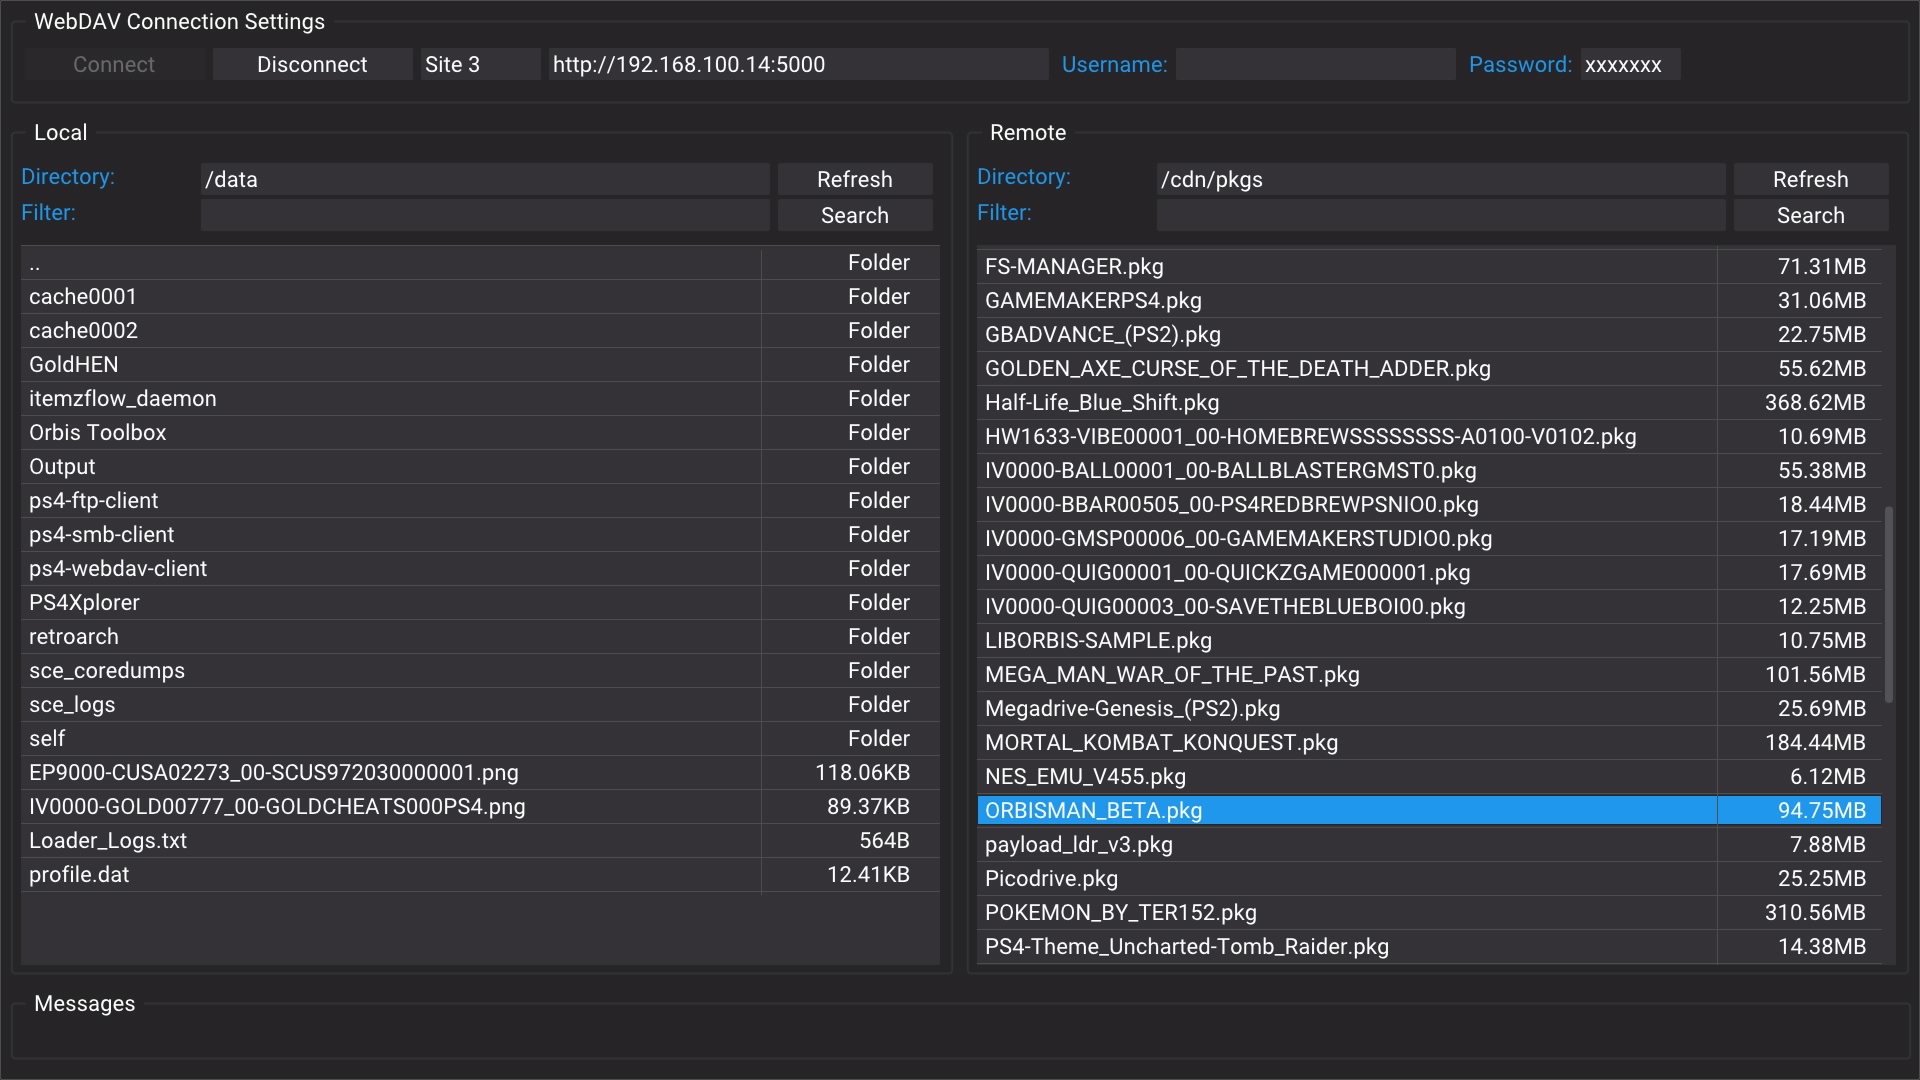 WebDAV Connection Settings
Connect Disconnect Site 3 http://192.168.100.14:5000 Username: Password: xxxxxxx
Local
Directory: /data Refresh
Filter: Search
.. Folder
cache0001 Folder
cache0002 Folder
GoldHEN Folder
itemzflow_daemon Folder
Orbis Toolbox Folder
Output Folder
ps4-ftp-client Folder
ps4-smb-client Folder
ps4-webdav-client Folder
PS4Xplorer Folder
retroarch Folder
sce_coredumps Folder
sce_logs Folder
self Folder
EP9000-CUSA02273_00-SCUS972030000001.png 118.06KB
IV0000-GOLD00777_00-GOLDCHEATS000PS4.png 89.37KB
Loader_Logs.txt 564B
profile.dat 12.41KB
Remote
Directory: /cdn/pkgs Refresh
Filter: Search
FS-MANAGER.pkg 71.31MB
GAMEMAKERPS4.pkg 31.06MB
GBADVANCE_(PS2).pkg 22.75MB
GOLDEN_AXE_CURSE_OF_THE_DEATH_ADDER.pkg 55.62MB
Half-Life_Blue_Shift.pkg 368.62MB
HW1633-VIBE00001_00-HOMEBREWSSSSSSSS-A0100-V0102.pkg 10.69MB
IV0000-BALL00001_00-BALLBLASTERGMST0.pkg 55.38MB
IV0000-BBAR00505_00-PS4REDBREWPSNIO0.pkg 18.44MB
IV0000-GMSP00006_00-GAMEMAKERSTUDIO0.pkg 17.19MB
IV0000-QUIG00001_00-QUICKZGAME000001.pkg 17.69MB
IV0000-QUIG00003_00-SAVETHEBLUEBOI00.pkg 12.25MB
LIBORBIS-SAMPLE.pkg 10.75MB
MEGA_MAN_WAR_OF_THE_PAST.pkg 101.56MB
Megadrive-Genesis_(PS2).pkg 25.69MB
MORTAL_KOMBAT_KONQUEST.pkg 184.44MB
NES_EMU_V455.pkg 6.12MB
ORBISMAN_BETA.pkg 94.75MB
payload_ldr_v3.pkg 7.88MB
Picodrive.pkg 25.25MB
POKEMON_BY_TER152.pkg 310.56MB
PS4-Theme_Uncharted-Tomb_Raider.pkg 14.38MB
Messages